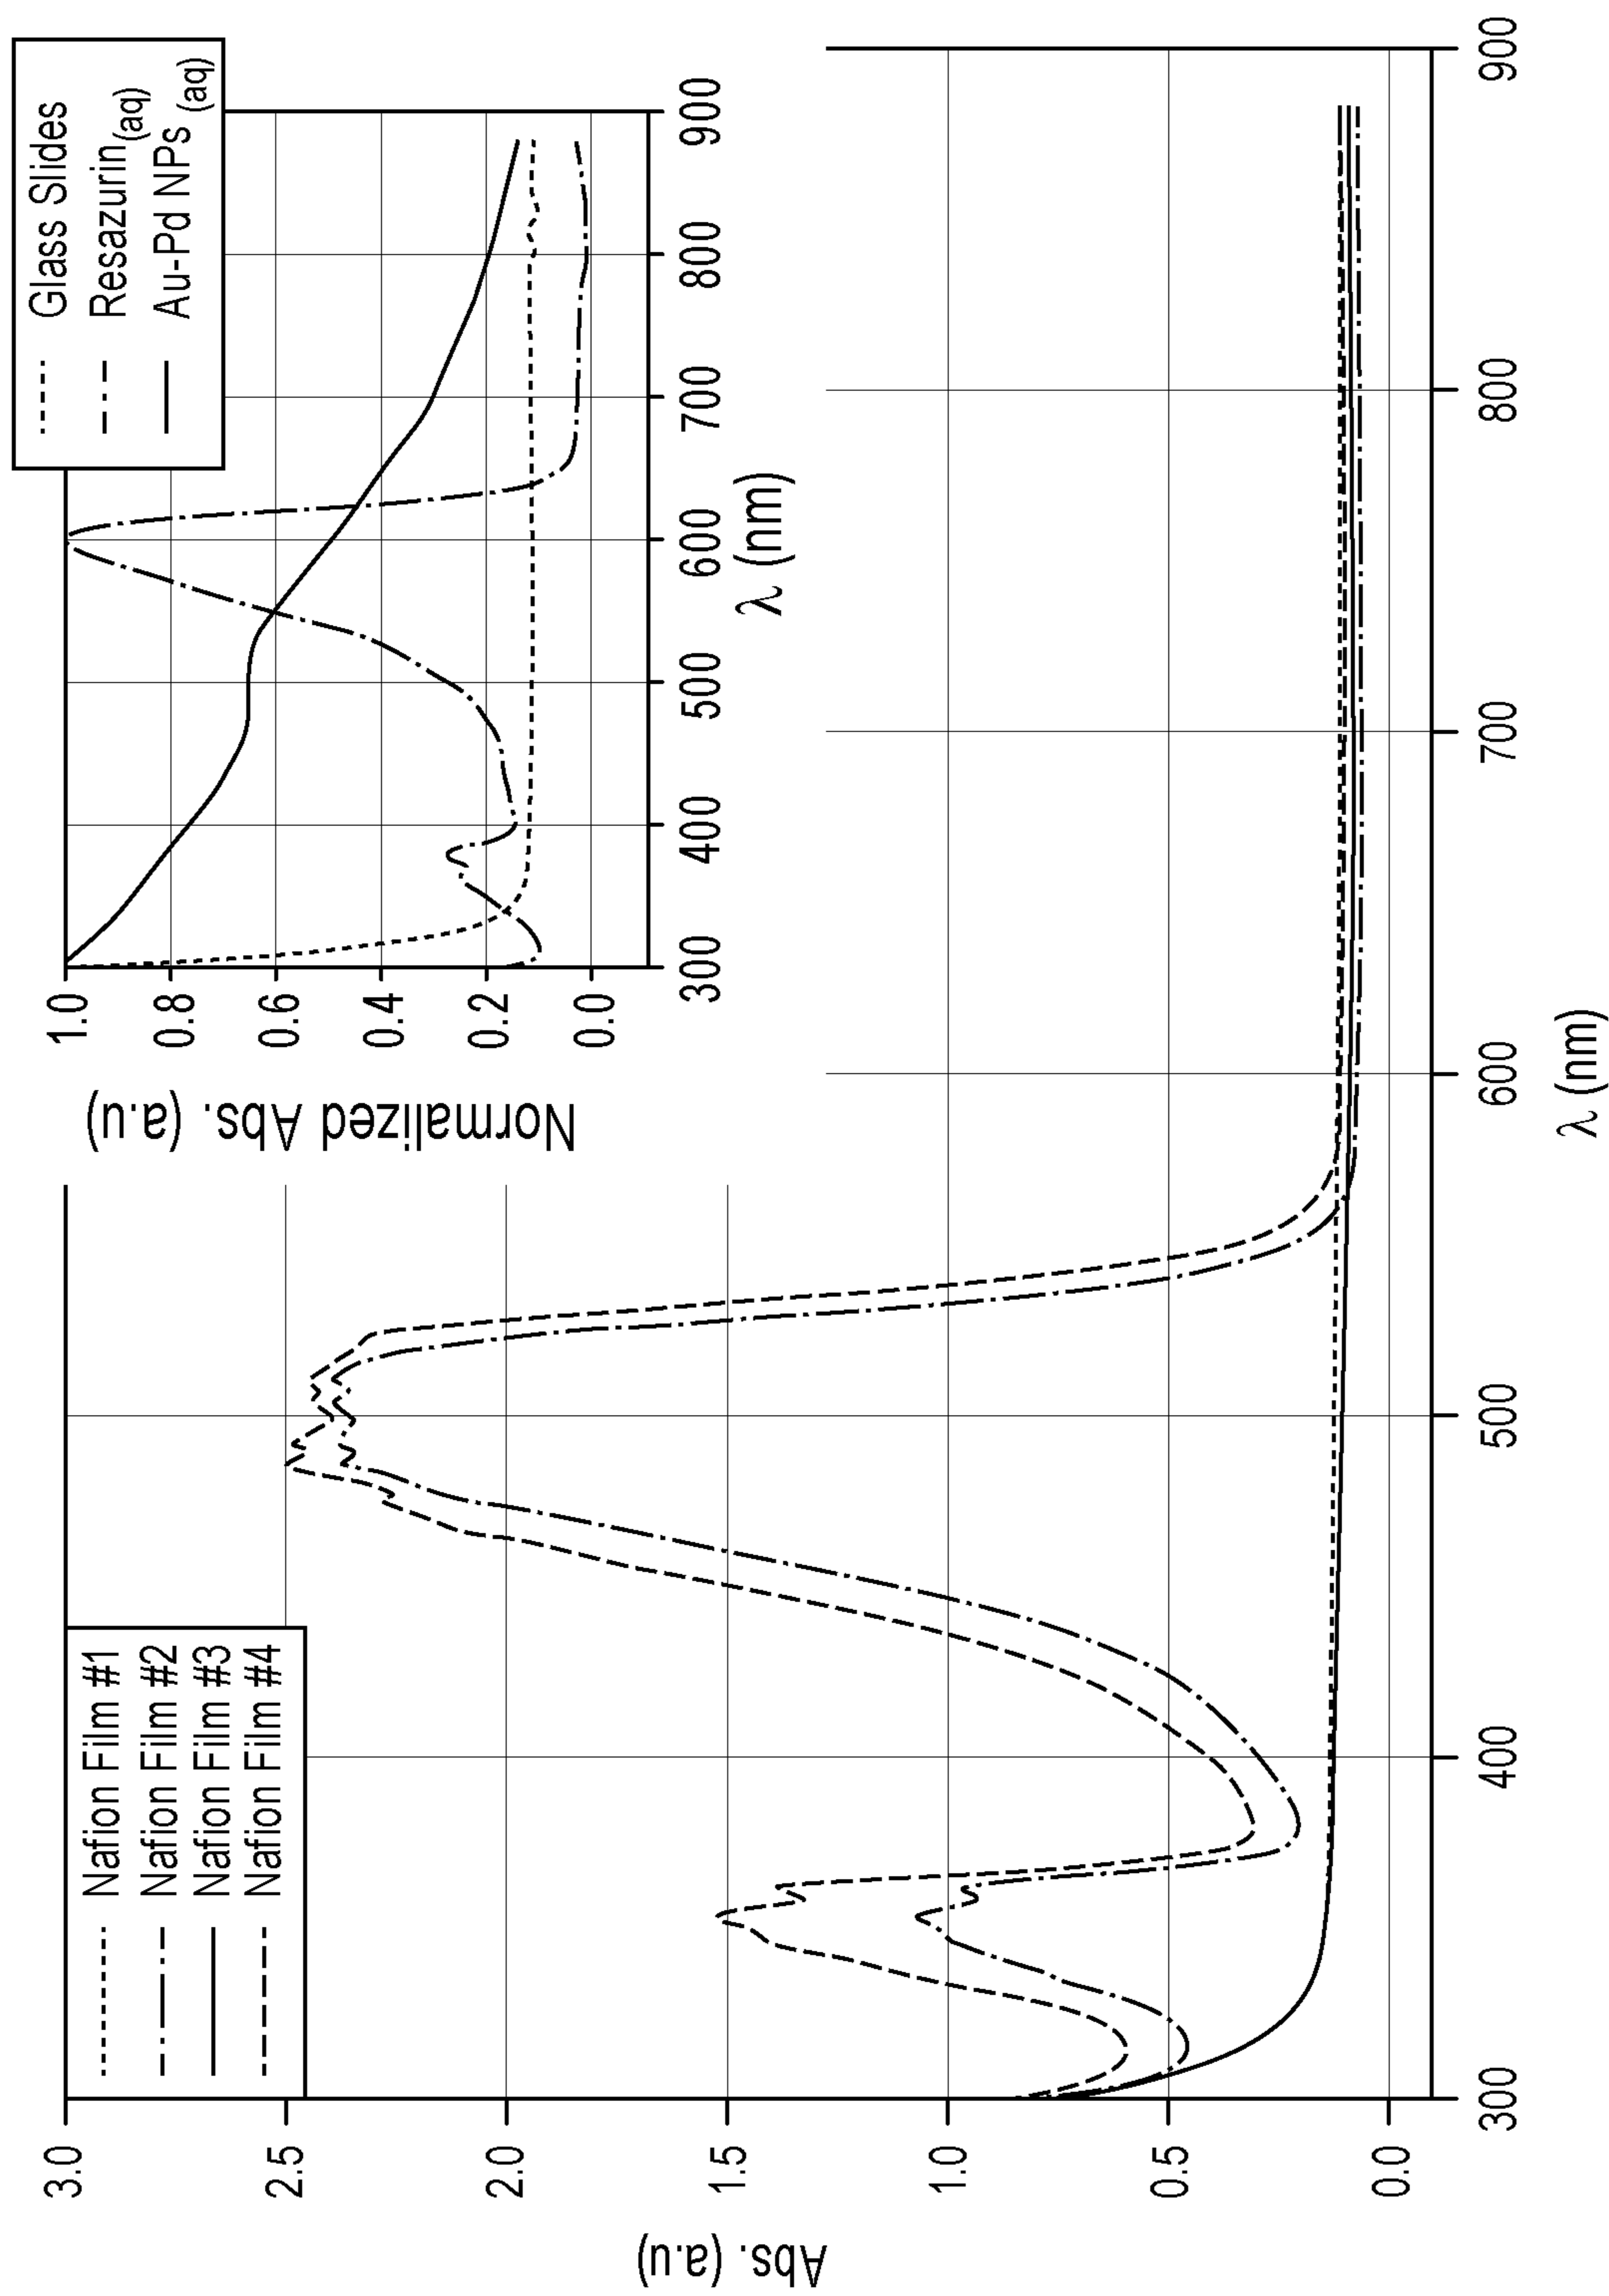 Abs. (a.u)
3.0
2.5
2.0
1.5
1.0
0.5
0.0
Nafion Film #1
Nafion Film #2
Nafion Film #3
Nafion Film #4
300
400
500
600
700
800
900
λ (nm)
Normalized Abs. (a.u)
1.0
0.8
0.6
0.4
0.2
0.0
Glass Slides
Resazurin(aq)
Au-Pd NPs (aq)
300
400
500
600
700
800
900
λ (nm)